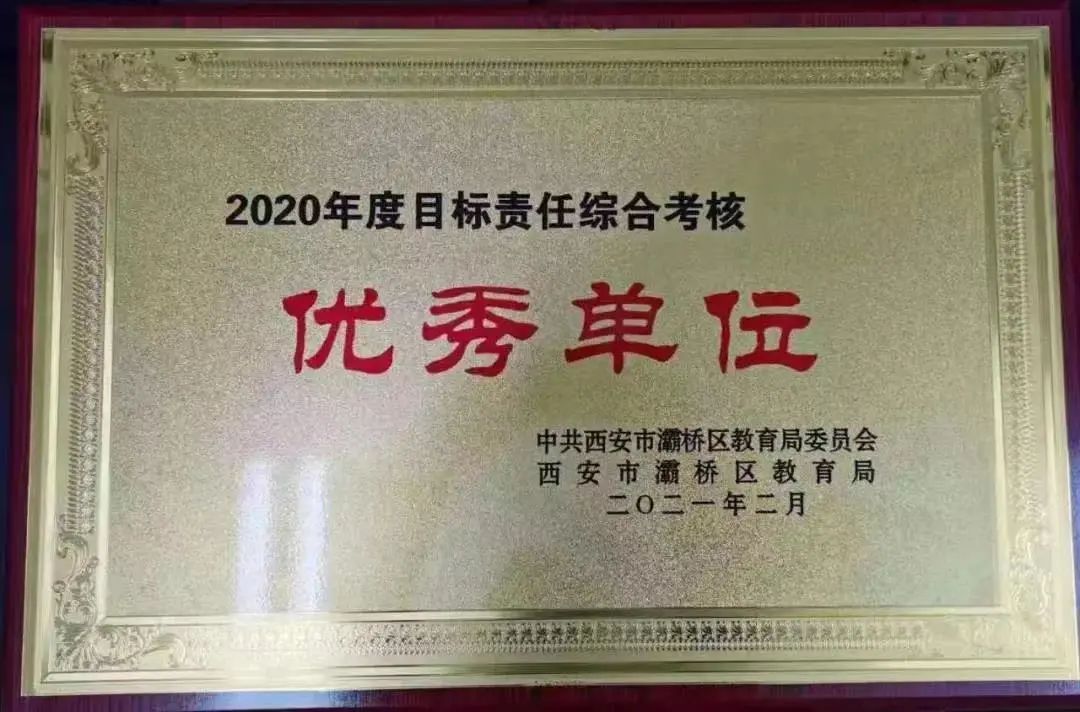 2020年度目标责任综合考核
优秀单位
中共西安市灞桥区教育局委员会
西安市灞桥区教育局
二〇二一年二月